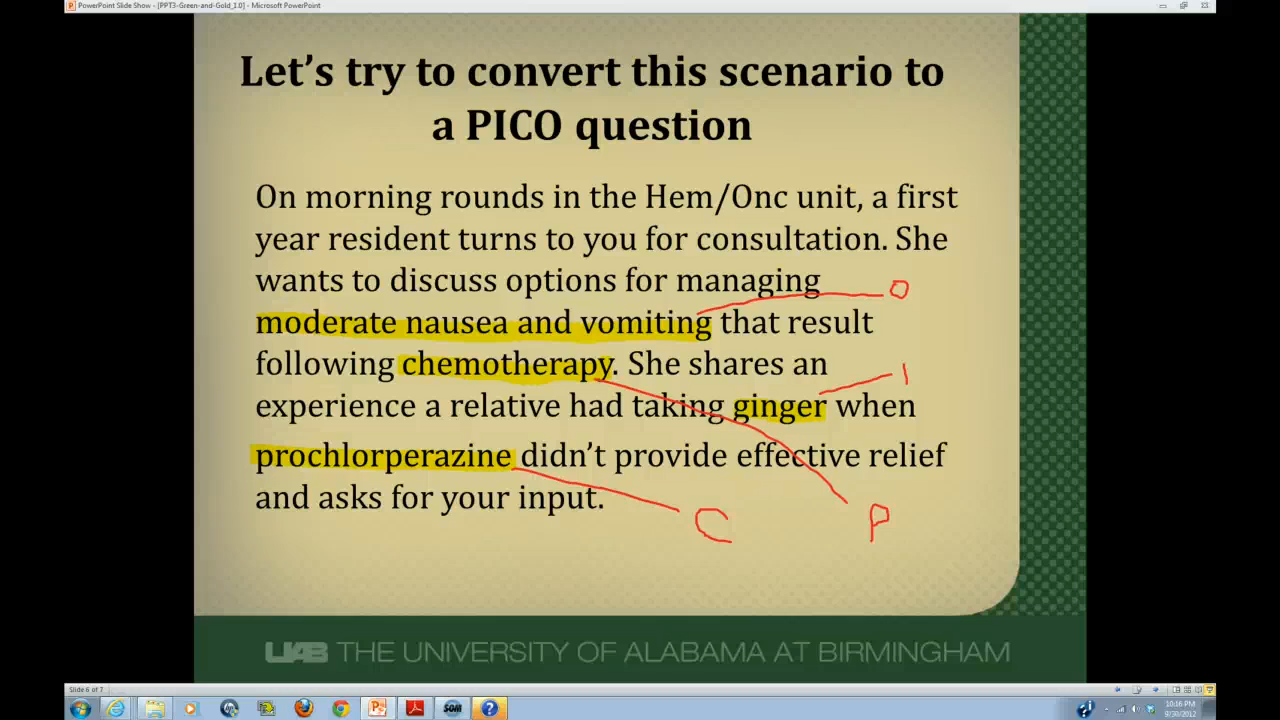 PowerPoint Slide Show - [PPT3-Green-and-Gold_1.0] - Microsoft PowerPoint
Let's try to convert this scenario to
a PICO question
On morning rounds in the Hem/Onc unit, a first
year resident turns to you for consultation. She
wants to discuss options for managing
O
moderate nausea and vomiting that result
following chemotherapy. She shares an
I
experience a relative had taking ginger when
prochlorperazine didn't provide effective relief
and asks for your input.
C
P
UAB THE UNIVERSITY OF ALABAMA AT BIRMINGHAM
Slide 6 of 7
SOM
10:16 PM
9/30/2012